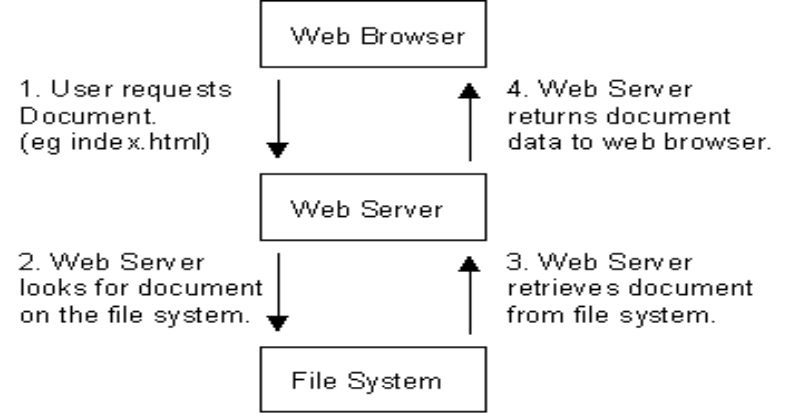 Web Browser
1. User requests
Document.
(eg index.html)
4. Web Server
returns document
data to web browser.
Web Server
2. Web Server
looks for document
on the file system.
3. Web Server
retrieves document
from file system.
File System